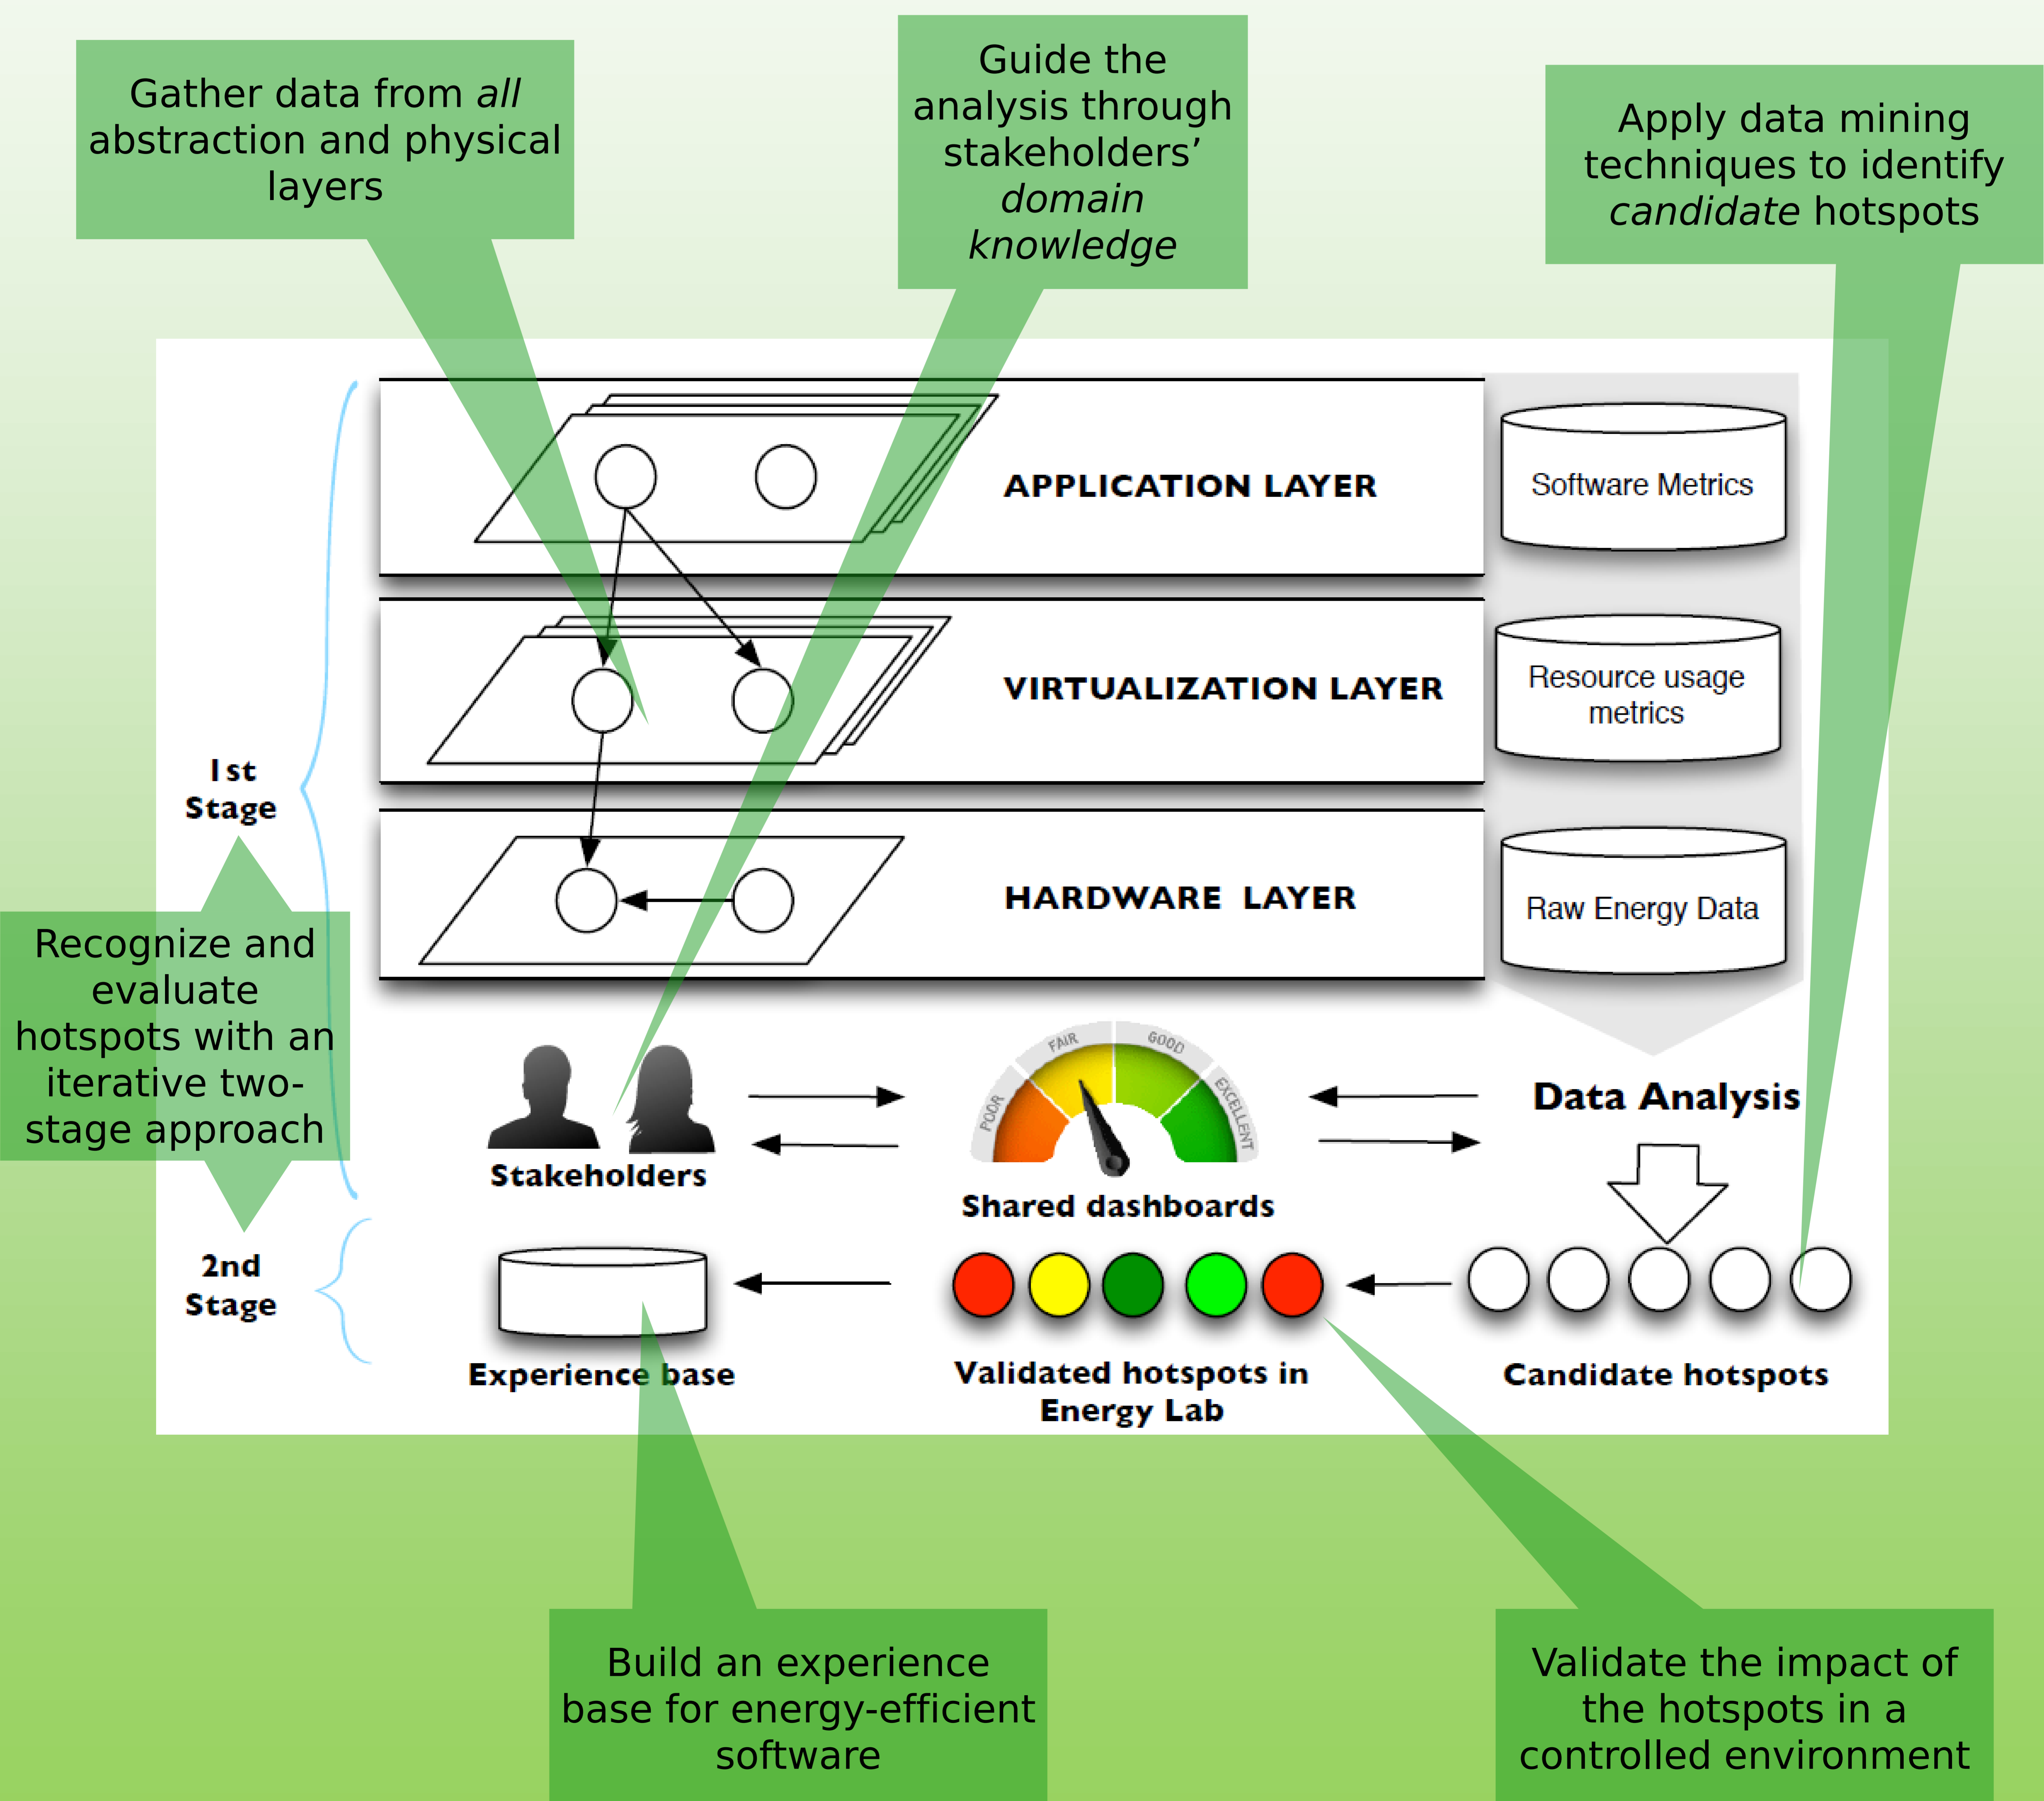 Gather data from all
abstraction and physical
layers
Guide the
analysis through
stakeholders’
domain
knowledge
Apply data mining
techniques to identify
candidate hotspots
APPLICATION LAYER
Software Metrics
VIRTUALIZATION LAYER
Resource usage
metrics
1st
Stage
HARDWARE LAYER
Raw Energy Data
Recognize and
evaluate
hotspots with an
iterative two-
stage approach
POOR
FAIR
GOOD
EXCELLENT
Data Analysis
Stakeholders
Shared dashboards
2nd
Stage
Experience base
Validated hotspots in
Energy Lab
Candidate hotspots
Build an experience
base for energy-efficient
software
Validate the impact of
the hotspots in a
controlled environment